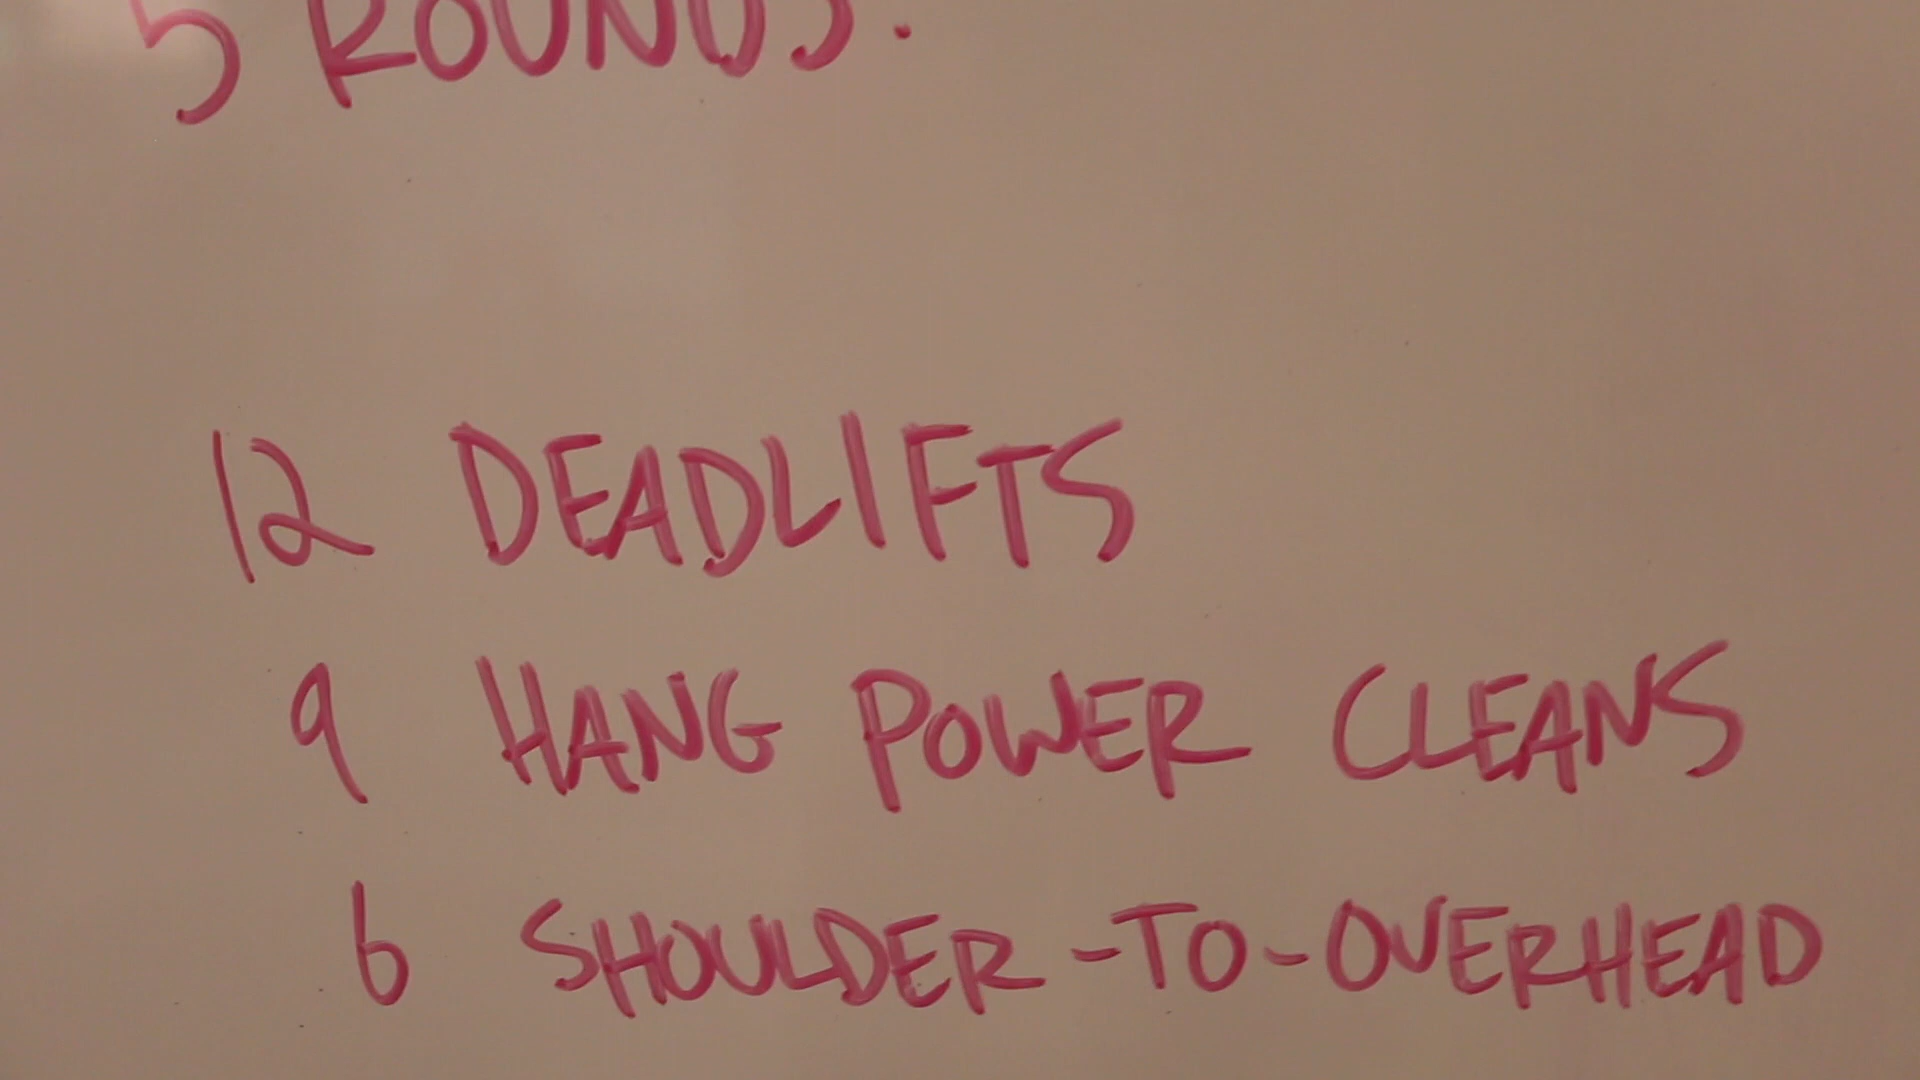 5 ROUNDS:
12 DEADLIFTS
9 HANG POWER CLEANS
6 SHOULDER-TO-OVERHEAD